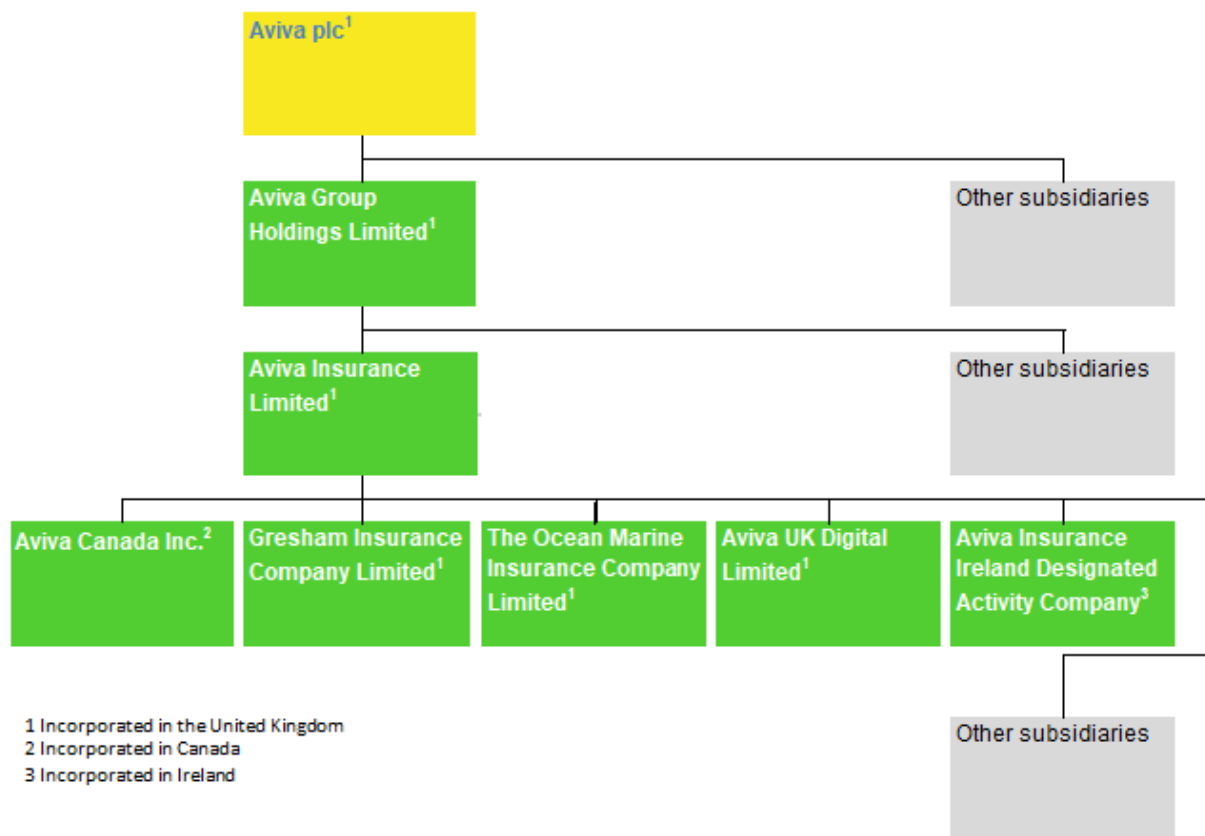 Aviva plc¹
Aviva Group
Holdings Limited¹
Other subsidiaries
Aviva Insurance
Limited¹
Other subsidiaries
Aviva Canada Inc.²
Gresham Insurance
Company Limited¹
The Ocean Marine
Insurance Company
Limited¹
Aviva UK Digital
Limited¹
Aviva Insurance
Ireland Designated
Activity Company³
1 Incorporated in the United Kingdom
2 Incorporated in Canada
3 Incorporated in Ireland
Other subsidiaries